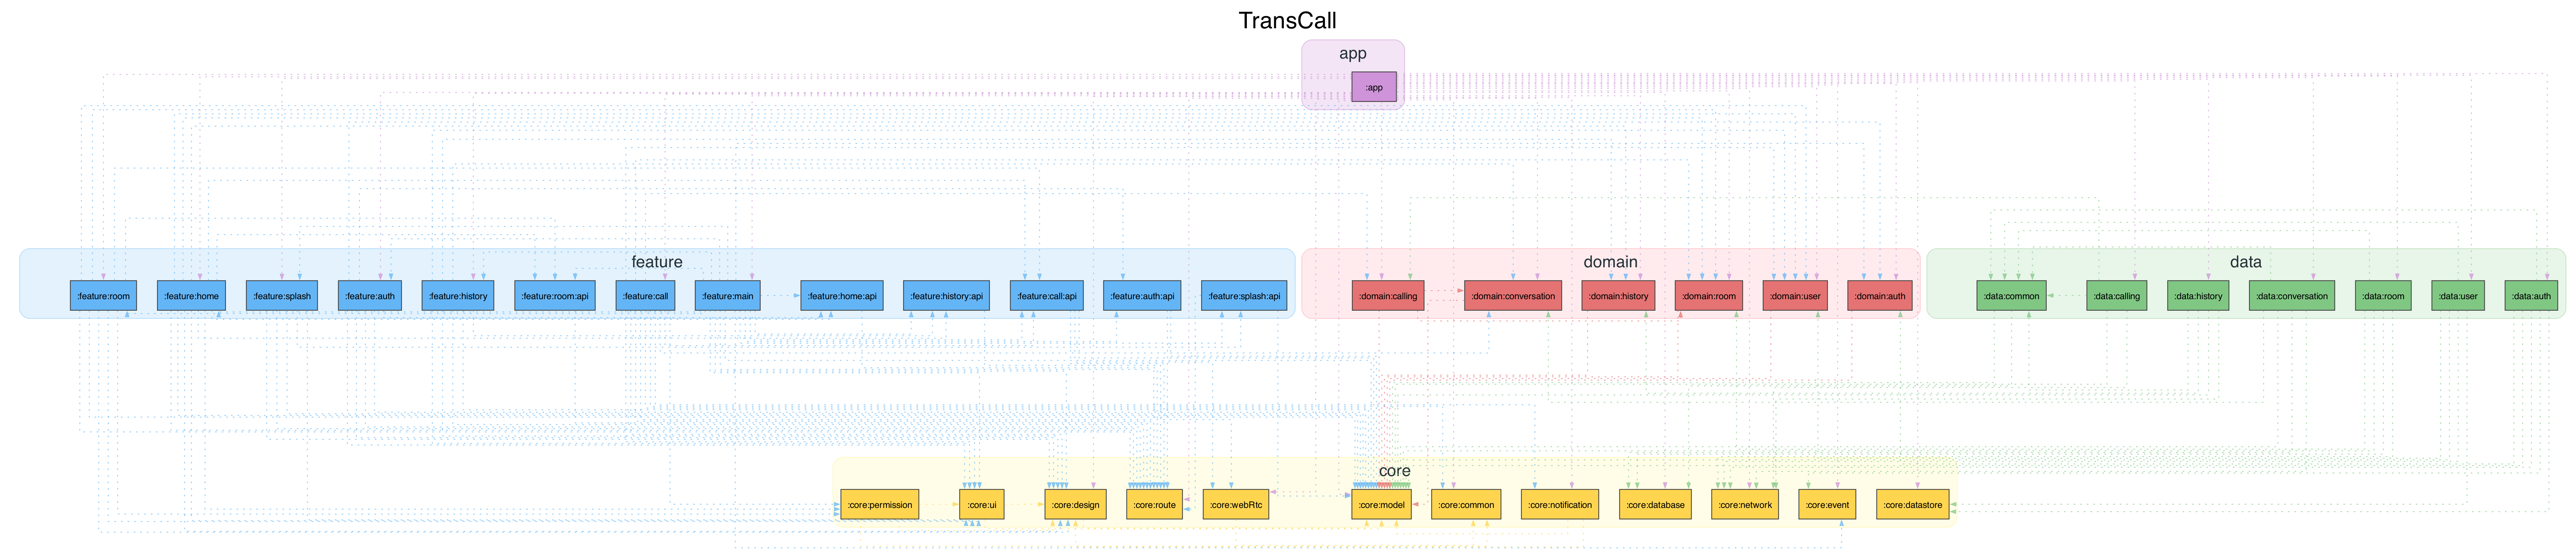 TransCall
app
:app
feature
domain
data
:feature:room
:feature:home
:feature:splash
:feature:auth
:feature:history
:feature:room:api
:feature:call
:feature:main
:feature:home:api
:feature:history:api
:feature:call:api
:feature:auth:api
:feature:splash:api
:domain:calling
:domain:conversation
:domain:history
:domain:room
:domain:user
:domain:auth
:data:common
:data:calling
:data:history
:data:conversation
:data:room
:data:user
:data:auth
core
:core:permission
:core:ui
:core:design
:core:route
:core:webRtc
:core:model
:core:common
:core:notification
:core:database
:core:network
:core:event
:core:datastore